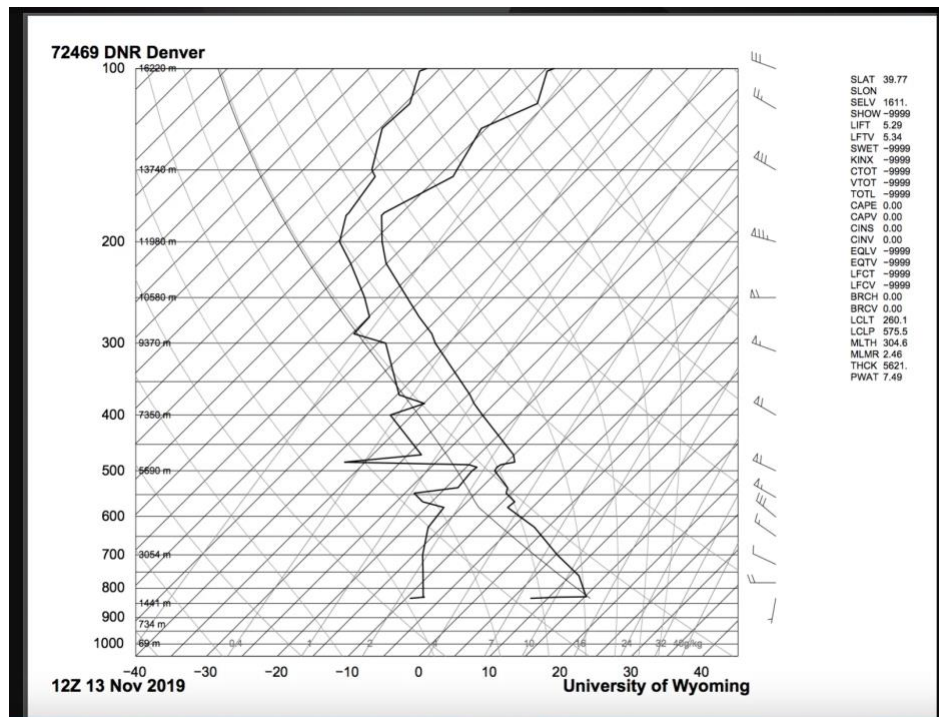 72469 DNR Denver
100
16220 m
13740 m
200
11980 m
10580 m
300
9370 m
400
7350 m
500
5690 m
600
700
3054 m
800
1441 m
900
734 m
1000
69 m
0.4 1 2 4 7 10 16 24 32 40g/kg
−40 −30 −20 −10 0 10 20 30 40
12Z 13 Nov 2019
University of Wyoming
SLAT 39.77
SLON
SELV 1611.
SHOW −9999
LIFT 5.29
LFTV 5.34
SWET −9999
KINX −9999
CTOT −9999
VTOT −9999
TOTL −9999
CAPE 0.00
CAPV 0.00
CINS 0.00
CINV 0.00
EQLV −9999
EQTV −9999
LFCT −9999
LFCV −9999
BRCH 0.00
BRCV 0.00
LCLT 260.1
LCLP 575.5
MLTH 304.6
MLMR 2.46
THCK 5621.
PWAT 7.49